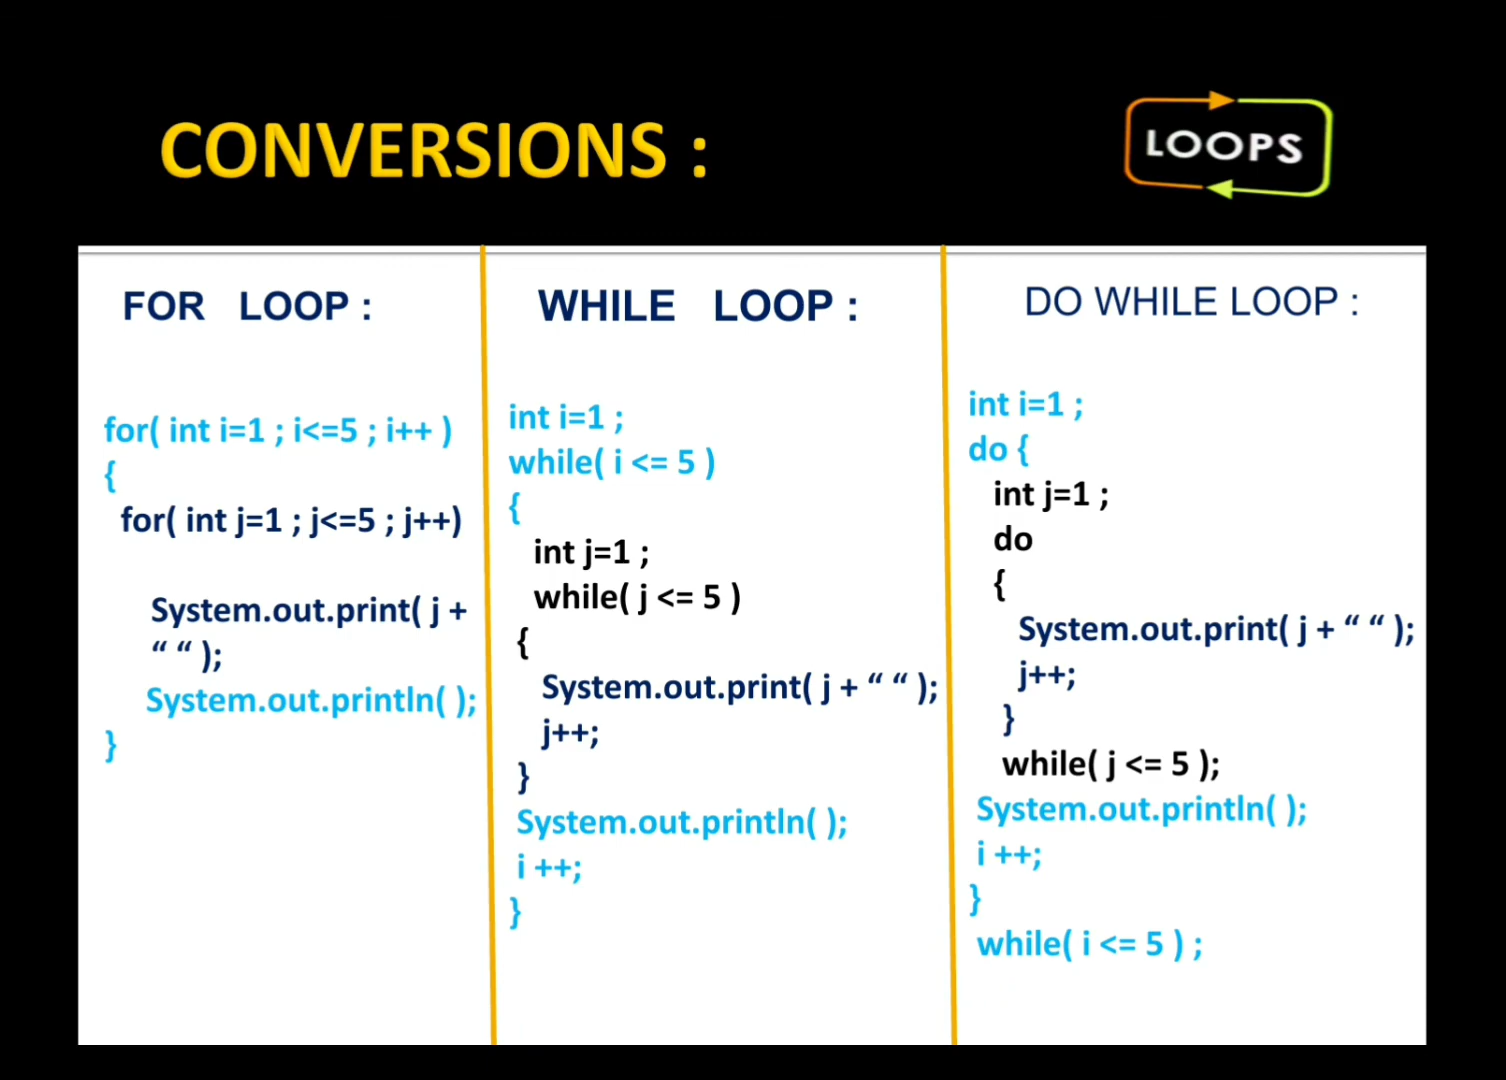 CONVERSIONS :
LOOPS
FOR LOOP :
for( int i=1 ; i<=5 ; i++ )
{
for( int j=1 ; j<=5 ; j++)
System.out.print( j +
“ “ );
System.out.println( );
}
WHILE LOOP :
int i=1 ;
while( i <= 5 )
{
int j=1 ;
while( j <= 5 )
{
System.out.print( j + “ “ );
j++;
}
System.out.println( );
i ++;
}
DO WHILE LOOP :
int i=1 ;
do {
int j=1 ;
do
{
System.out.print( j + “ “ );
j++;
}
while( j <= 5 );
System.out.println( );
i ++;
}
while( i <= 5 ) ;